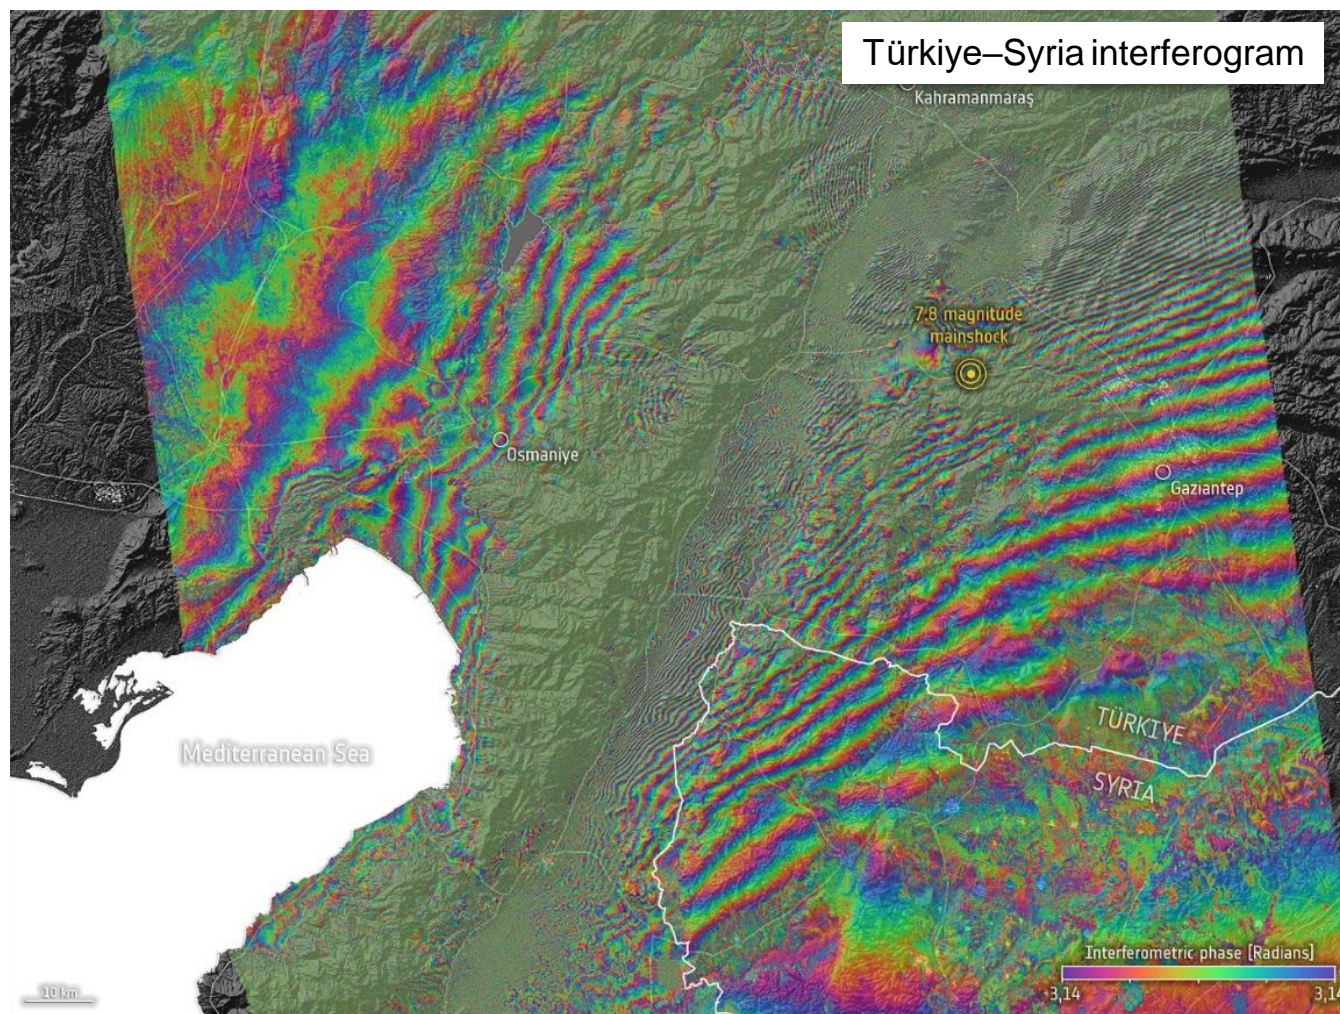 Türkiye–Syria interferogram
Kahramanmaraş
7.8 magnitude
mainshock
Osmaniye
Gaziantep
Mediterranean Sea
TÜRKIYE
SYRIA
Interferometric phase [Radians]
-3,14
3,14
10 km